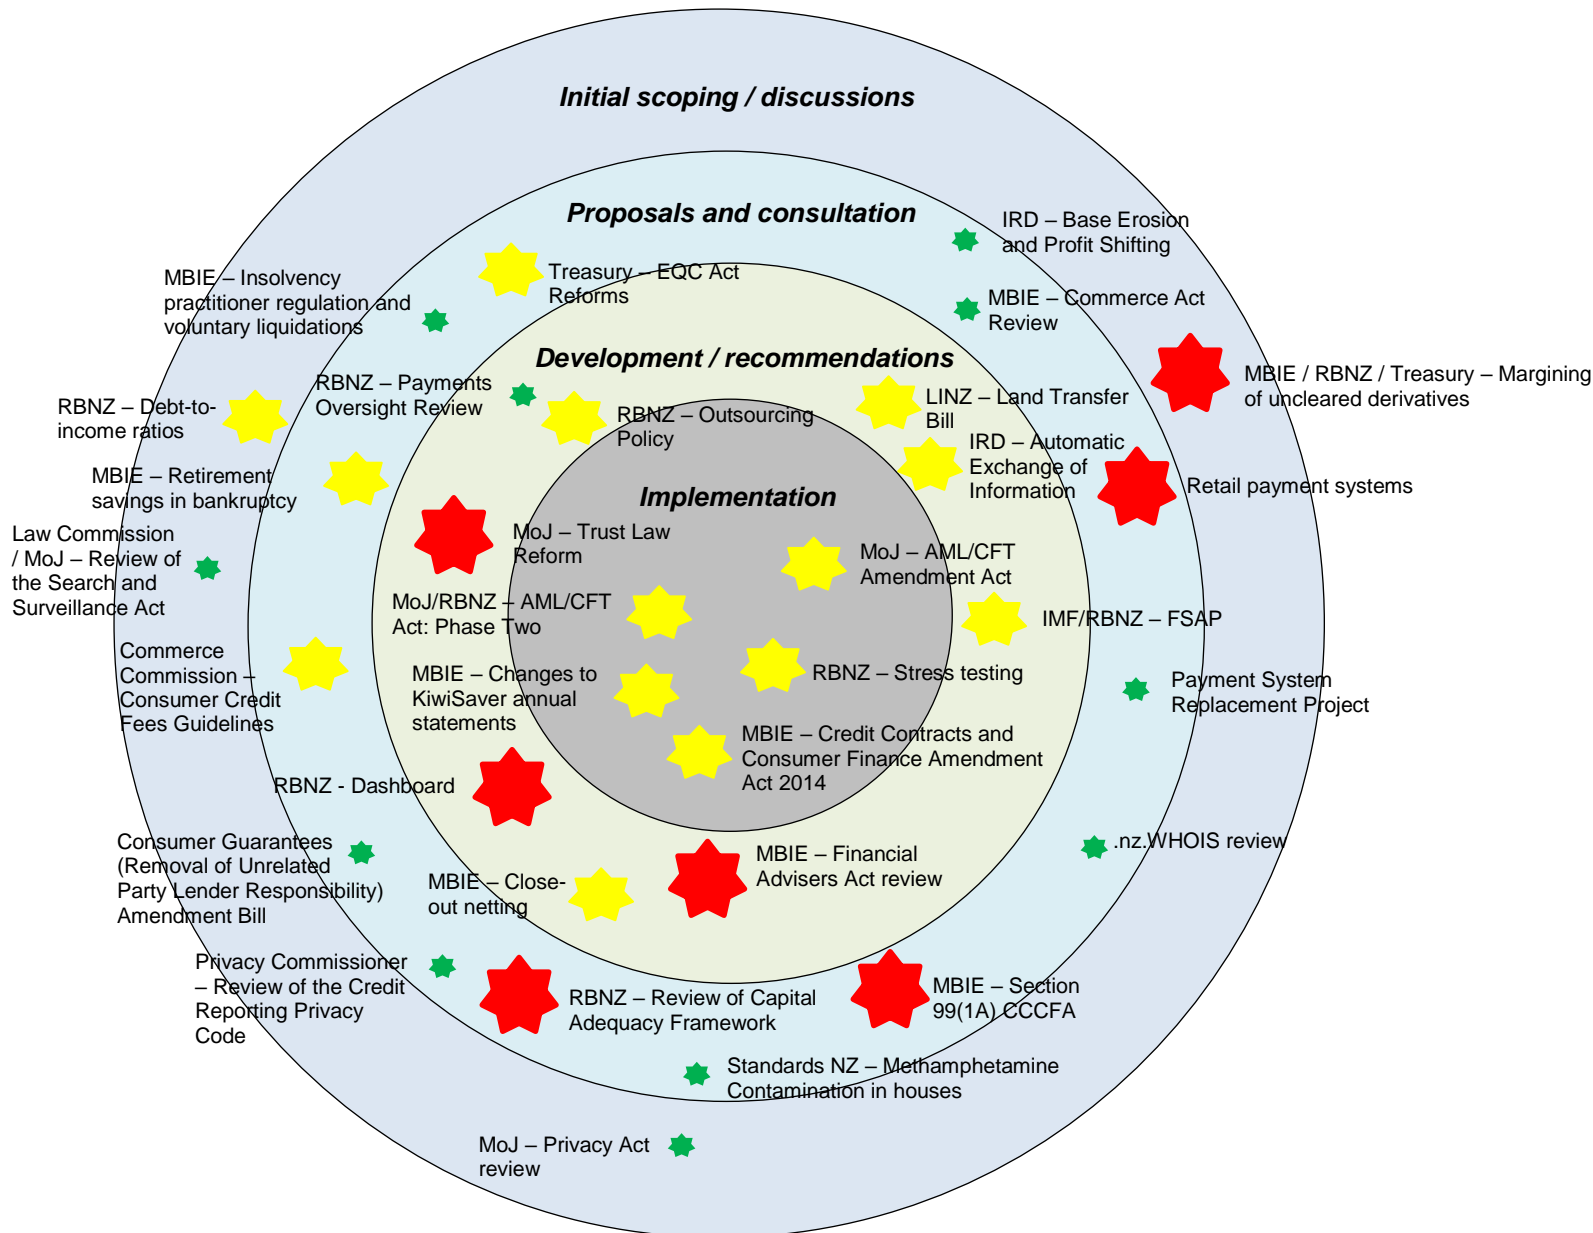 Initial scoping / discussions
Proposals and consultation
IRD – Base Erosion
and Profit Shifting
Treasury – EQC Act
Reforms
MBIE – Insolvency
practitioner regulation and
voluntary liquidations
MBIE – Commerce Act
Review
Development / recommendations
MBIE / RBNZ / Treasury – Margining
of uncleared derivatives
RBNZ – Payments
Oversight Review
RBNZ – Debt-to-
income ratios
RBNZ – Outsourcing
Policy
LINZ – Land Transfer
Bill
IRD – Automatic
Exchange of
Information
MBIE – Retirement
savings in bankruptcy
Retail payment systems
Implementation
Law Commission
/ MoJ – Review of
the Search and
Surveillance Act
MoJ – Trust Law
Reform
MoJ – AML/CFT
Amendment Act
MoJ/RBNZ – AML/CFT
Act: Phase Two
IMF/RBNZ – FSAP
Commerce
Commission –
Consumer Credit
Fees Guidelines
MBIE – Changes to
KiwiSaver annual
statements
RBNZ – Stress testing
Payment System
Replacement Project
MBIE – Credit Contracts and
Consumer Finance Amendment
Act 2014
RBNZ - Dashboard
Consumer Guarantees
(Removal of Unrelated
Party Lender Responsibility)
Amendment Bill
.nz.WHOIS review
MBIE – Financial
Advisers Act review
MBIE – Close-
out netting
Privacy Commissioner
– Review of the Credit
Reporting Privacy
Code
RBNZ – Review of Capital
Adequacy Framework
MBIE – Section
99(1A) CCCFA
Standards NZ – Methamphetamine
Contamination in houses
MoJ – Privacy Act
review